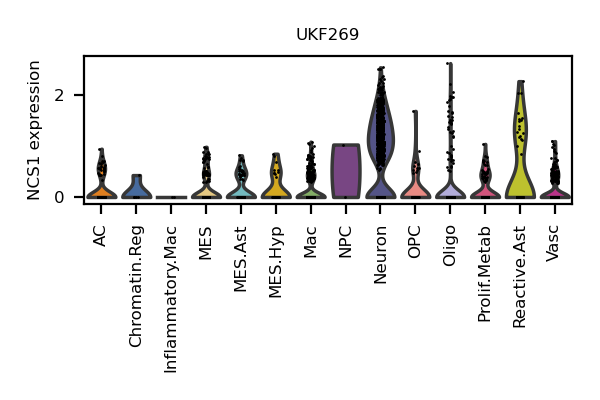 UKF269
NCS1 expression
2
0
AC
Chromatin.Reg
Inflammatory.Mac
MES
MES.Ast
MES.Hyp
Mac
NPC
Neuron
OPC
Oligo
Prolif.Metab
Reactive.Ast
Vasc